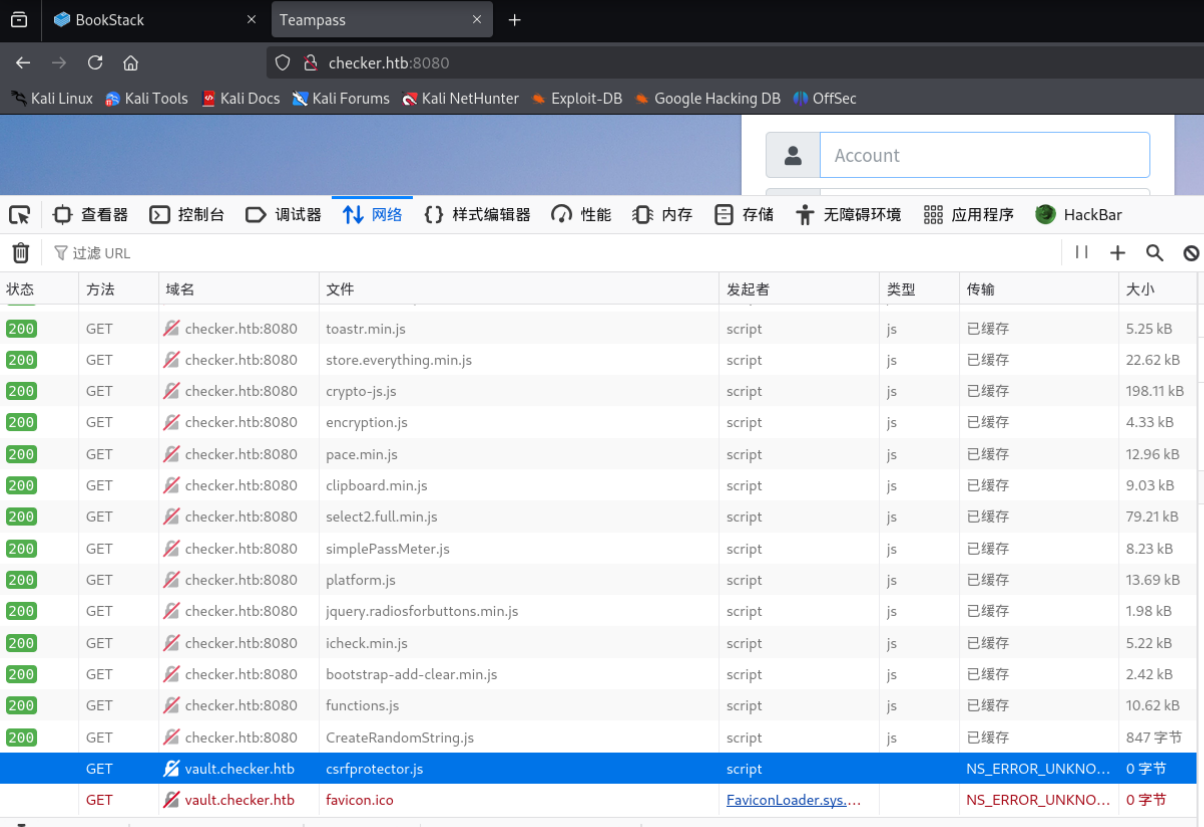 BookStack
Teampass
checker.htb:8080
Kali Linux Kali Tools Kali Docs Kali Forums Kali NetHunter Exploit-DB Google Hacking DB OffSec
Account
查看器 控制台 调试器 网络 样式编辑器 性能 内存 存储 无障碍环境 应用程序 HackBar
过滤 URL
状态 方法 域名 文件 发起者 类型 传输 大小
200 GET checker.htb:8080 toastr.min.js script js 已缓存 5.25 kB
200 GET checker.htb:8080 store.everything.min.js script js 已缓存 22.62 kB
200 GET checker.htb:8080 crypto-js.js script js 已缓存 198.11 kB
200 GET checker.htb:8080 encryption.js script js 已缓存 4.33 kB
200 GET checker.htb:8080 pace.min.js script js 已缓存 12.96 kB
200 GET checker.htb:8080 clipboard.min.js script js 已缓存 9.03 kB
200 GET checker.htb:8080 select2.full.min.js script js 已缓存 79.21 kB
200 GET checker.htb:8080 simplePassMeter.js script js 已缓存 8.23 kB
200 GET checker.htb:8080 platform.js script js 已缓存 13.69 kB
200 GET checker.htb:8080 jquery.radiosforbuttons.min.js script js 已缓存 1.98 kB
200 GET checker.htb:8080 icheck.min.js script js 已缓存 5.22 kB
200 GET checker.htb:8080 bootstrap-add-clear.min.js script js 已缓存 2.42 kB
200 GET checker.htb:8080 functions.js script js 已缓存 10.62 kB
200 GET checker.htb:8080 CreateRandomString.js script js 已缓存 847 字节
GET vault.checker.htb csrfprotector.js script NS_ERROR_UNKNO... 0 字节
GET vault.checker.htb favicon.ico FaviconLoader.sys.... NS_ERROR_UNKNO... 0 字节